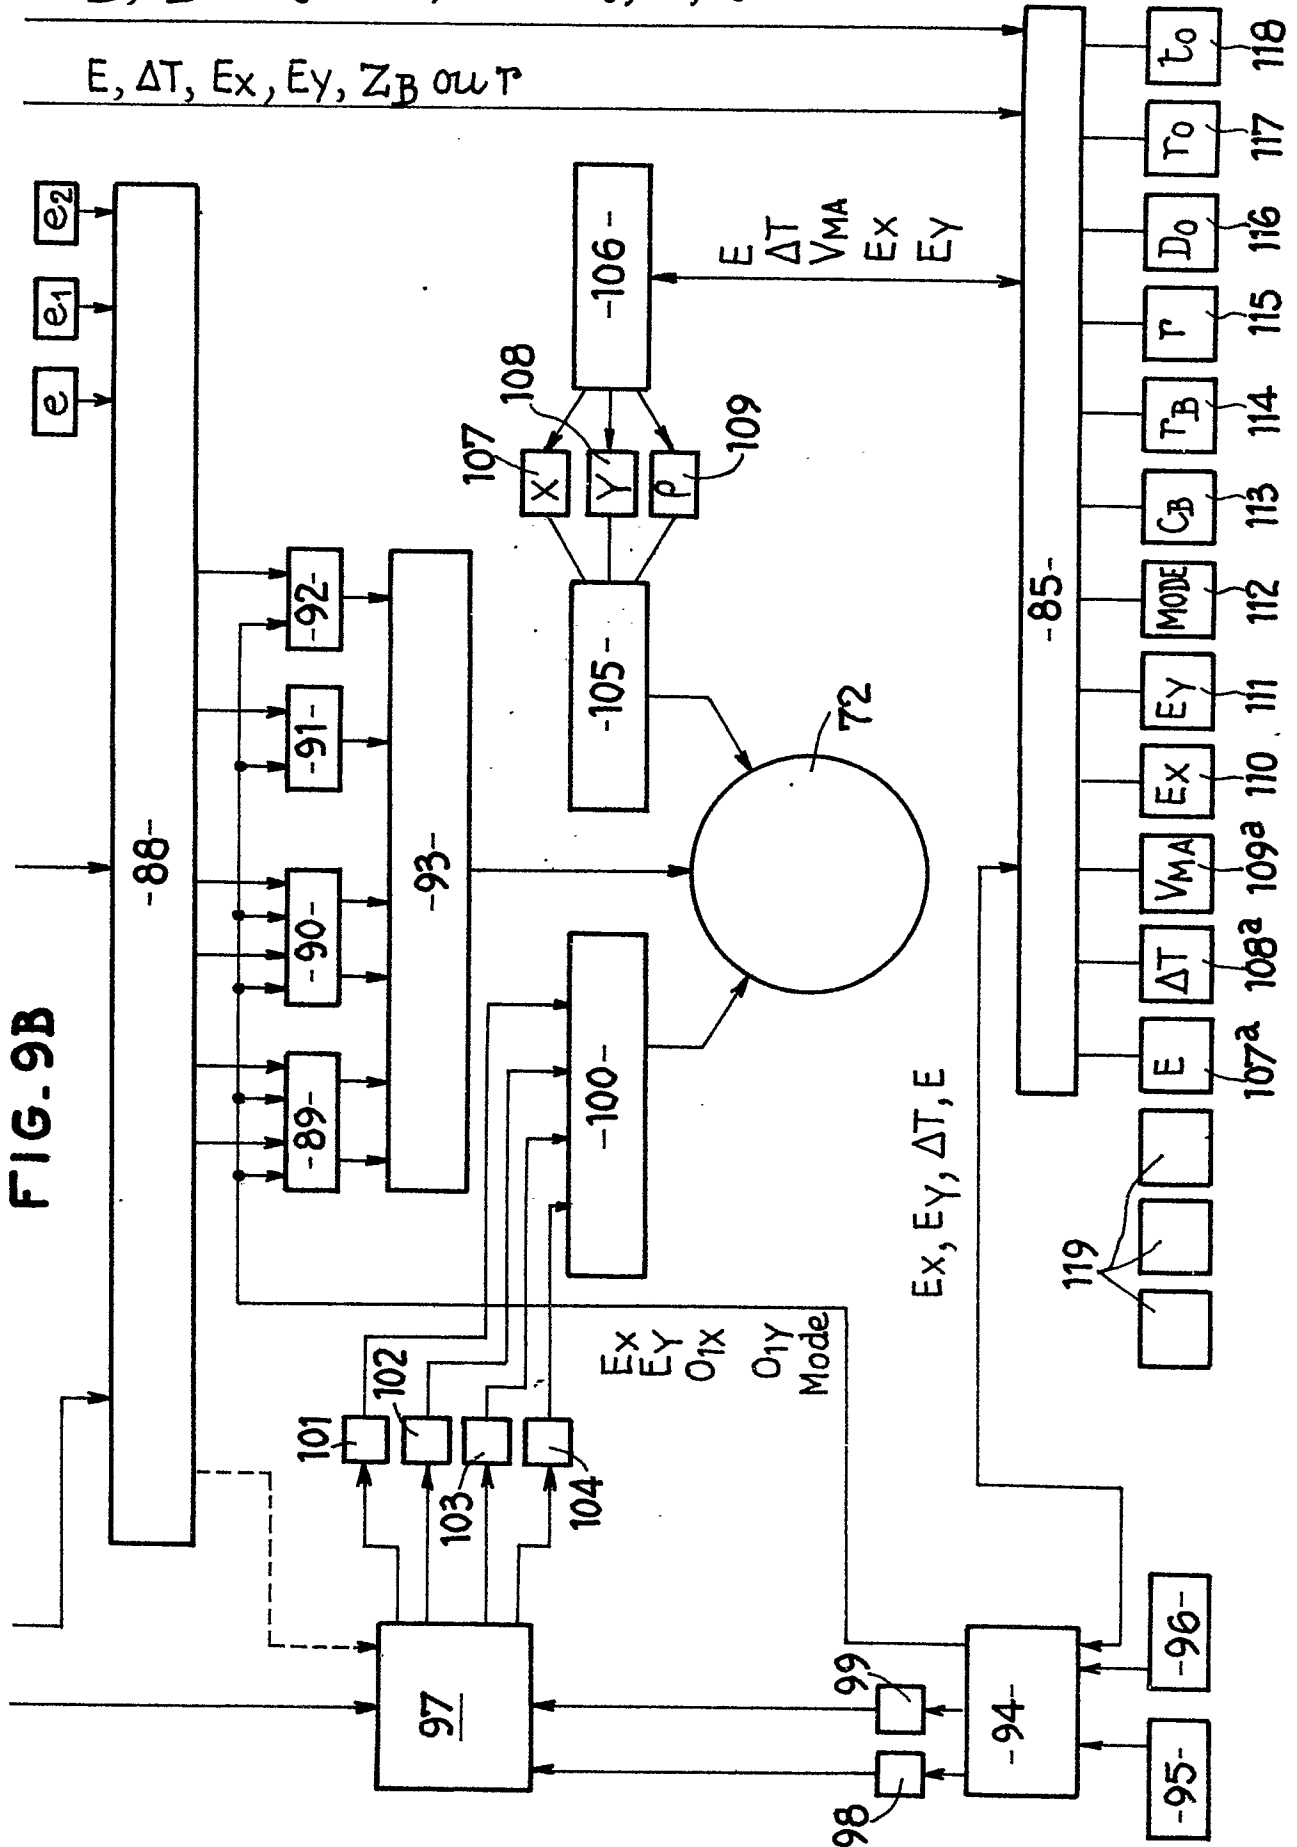 E, ΔT, Ex, Ey, ZB ou r
FIG_9B
e
e1
e2
-88-
-89-
-90-
-91-
-92-
-93-
101
102
103
104
-100-
-105-
X
Y
ρ
107
108
109
-106-
E
ΔT
VMA
Ex
Ey
72
97
98
99
-94-
-95-
-96-
Ex
Ey
O1X
O1Y
Mode
Ex, Ey, ΔT, E
-85-
119
E
ΔT
VMA
Ex
Ey
MODE
CB
TB
r
D0
r0
t0
107a
108a
109a
110
111
112
113
114
115
116
117
118